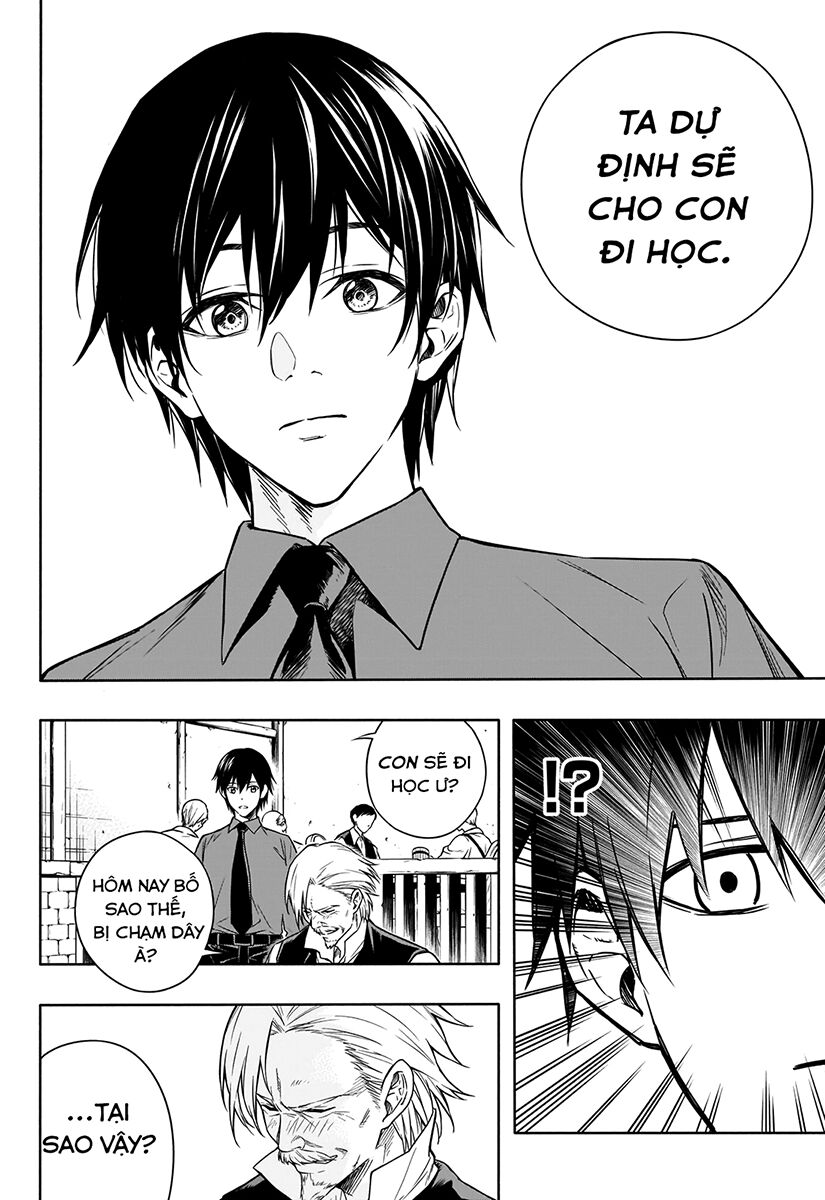 TA DỰ
ĐỊNH SẼ
CHO CON
ĐI HỌC.
!?
CON SẼ ĐI
HỌC Ư?
HÔM NAY BỐ
SAO THẾ,
BỊ CHẠM DÂY
À?
...TẠI
SAO VẬY?